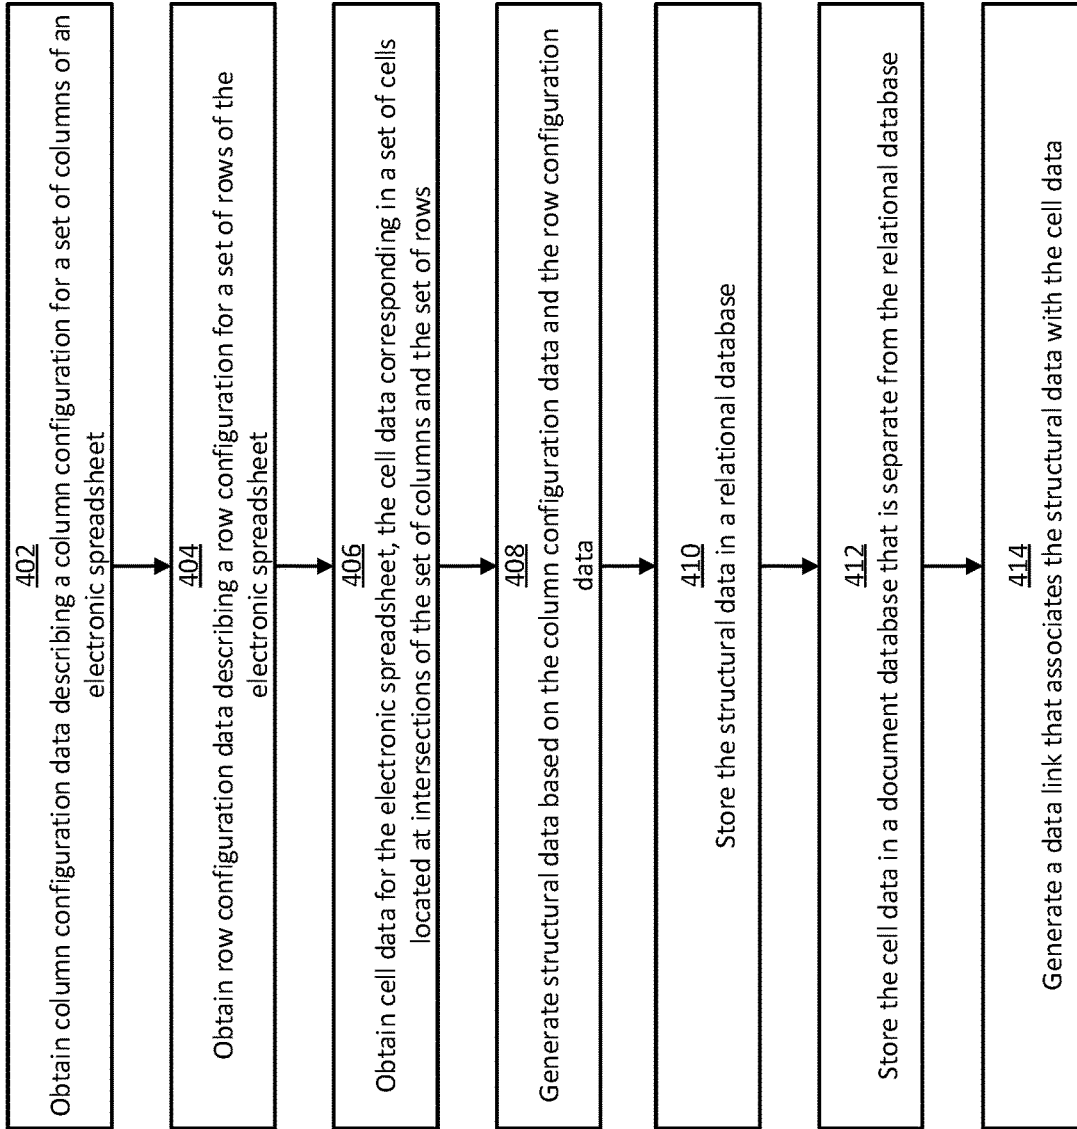 402
Obtain column configuration data describing a column configuration for a set of columns of an
electronic spreadsheet
404
Obtain row configuration data describing a row configuration for a set of rows of the
electronic spreadsheet
406
Obtain cell data for the electronic spreadsheet, the cell data corresponding in a set of cells
located at intersections of the set of columns and the set of rows
408
Generate structural data based on the column configuration data and the row configuration
data
410
Store the structural data in a relational database
412
Store the cell data in a document database that is separate from the relational database
414
Generate a data link that associates the structural data with the cell data